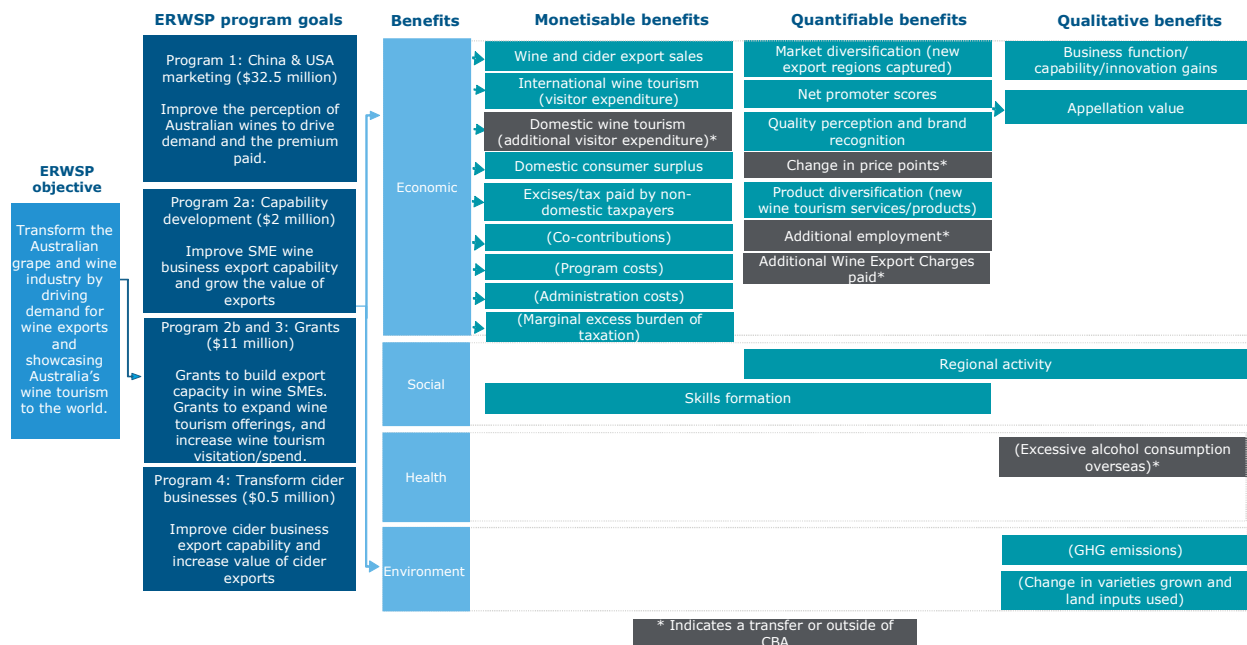 ERWSP program goals
Benefits
Monetisable benefits
Quantifiable benefits
Qualitative benefits
ERWSP
objective
Transform the
Australian
grape and wine
industry by
driving
demand for
wine exports
and
showcasing
Australia's
wine tourism
to the world.
Program 1: China & USA
marketing ($32.5 million)
Improve the perception of
Australian wines to drive
demand and the premium
paid.
Program 2a: Capability
development ($2 million)
Improve SME wine
business export capability
and grow the value of
exports
Program 2b and 3: Grants
($11 million)
Grants to build export
capacity in wine SMEs.
Grants to expand wine
tourism offerings, and
increase wine tourism
visitation/spend.
Program 4: Transform cider
businesses ($0.5 million)
Improve cider business
export capability and
increase value of cider
exports
Economic
Wine and cider export sales
International wine tourism
(visitor expenditure)
Domestic wine tourism
(additional visitor expenditure)*
Domestic consumer surplus
Excises/tax paid by non-
domestic taxpayers
(Co-contributions)
(Program costs)
(Administration costs)
(Marginal excess burden of
taxation)
Market diversification (new
export regions captured)
Net promoter scores
Quality perception and brand
recognition
Change in price points*
Product diversification (new
wine tourism services/products)
Additional employment*
Additional Wine Export Charges
paid*
Business function/
capability/innovation gains
Appellation value
Social
Regional activity
Skills formation
Health
(Excessive alcohol consumption
overseas)*
Environment
(GHG emissions)
(Change in varieties grown and
land inputs used)
* Indicates a transfer or outside of
CBA